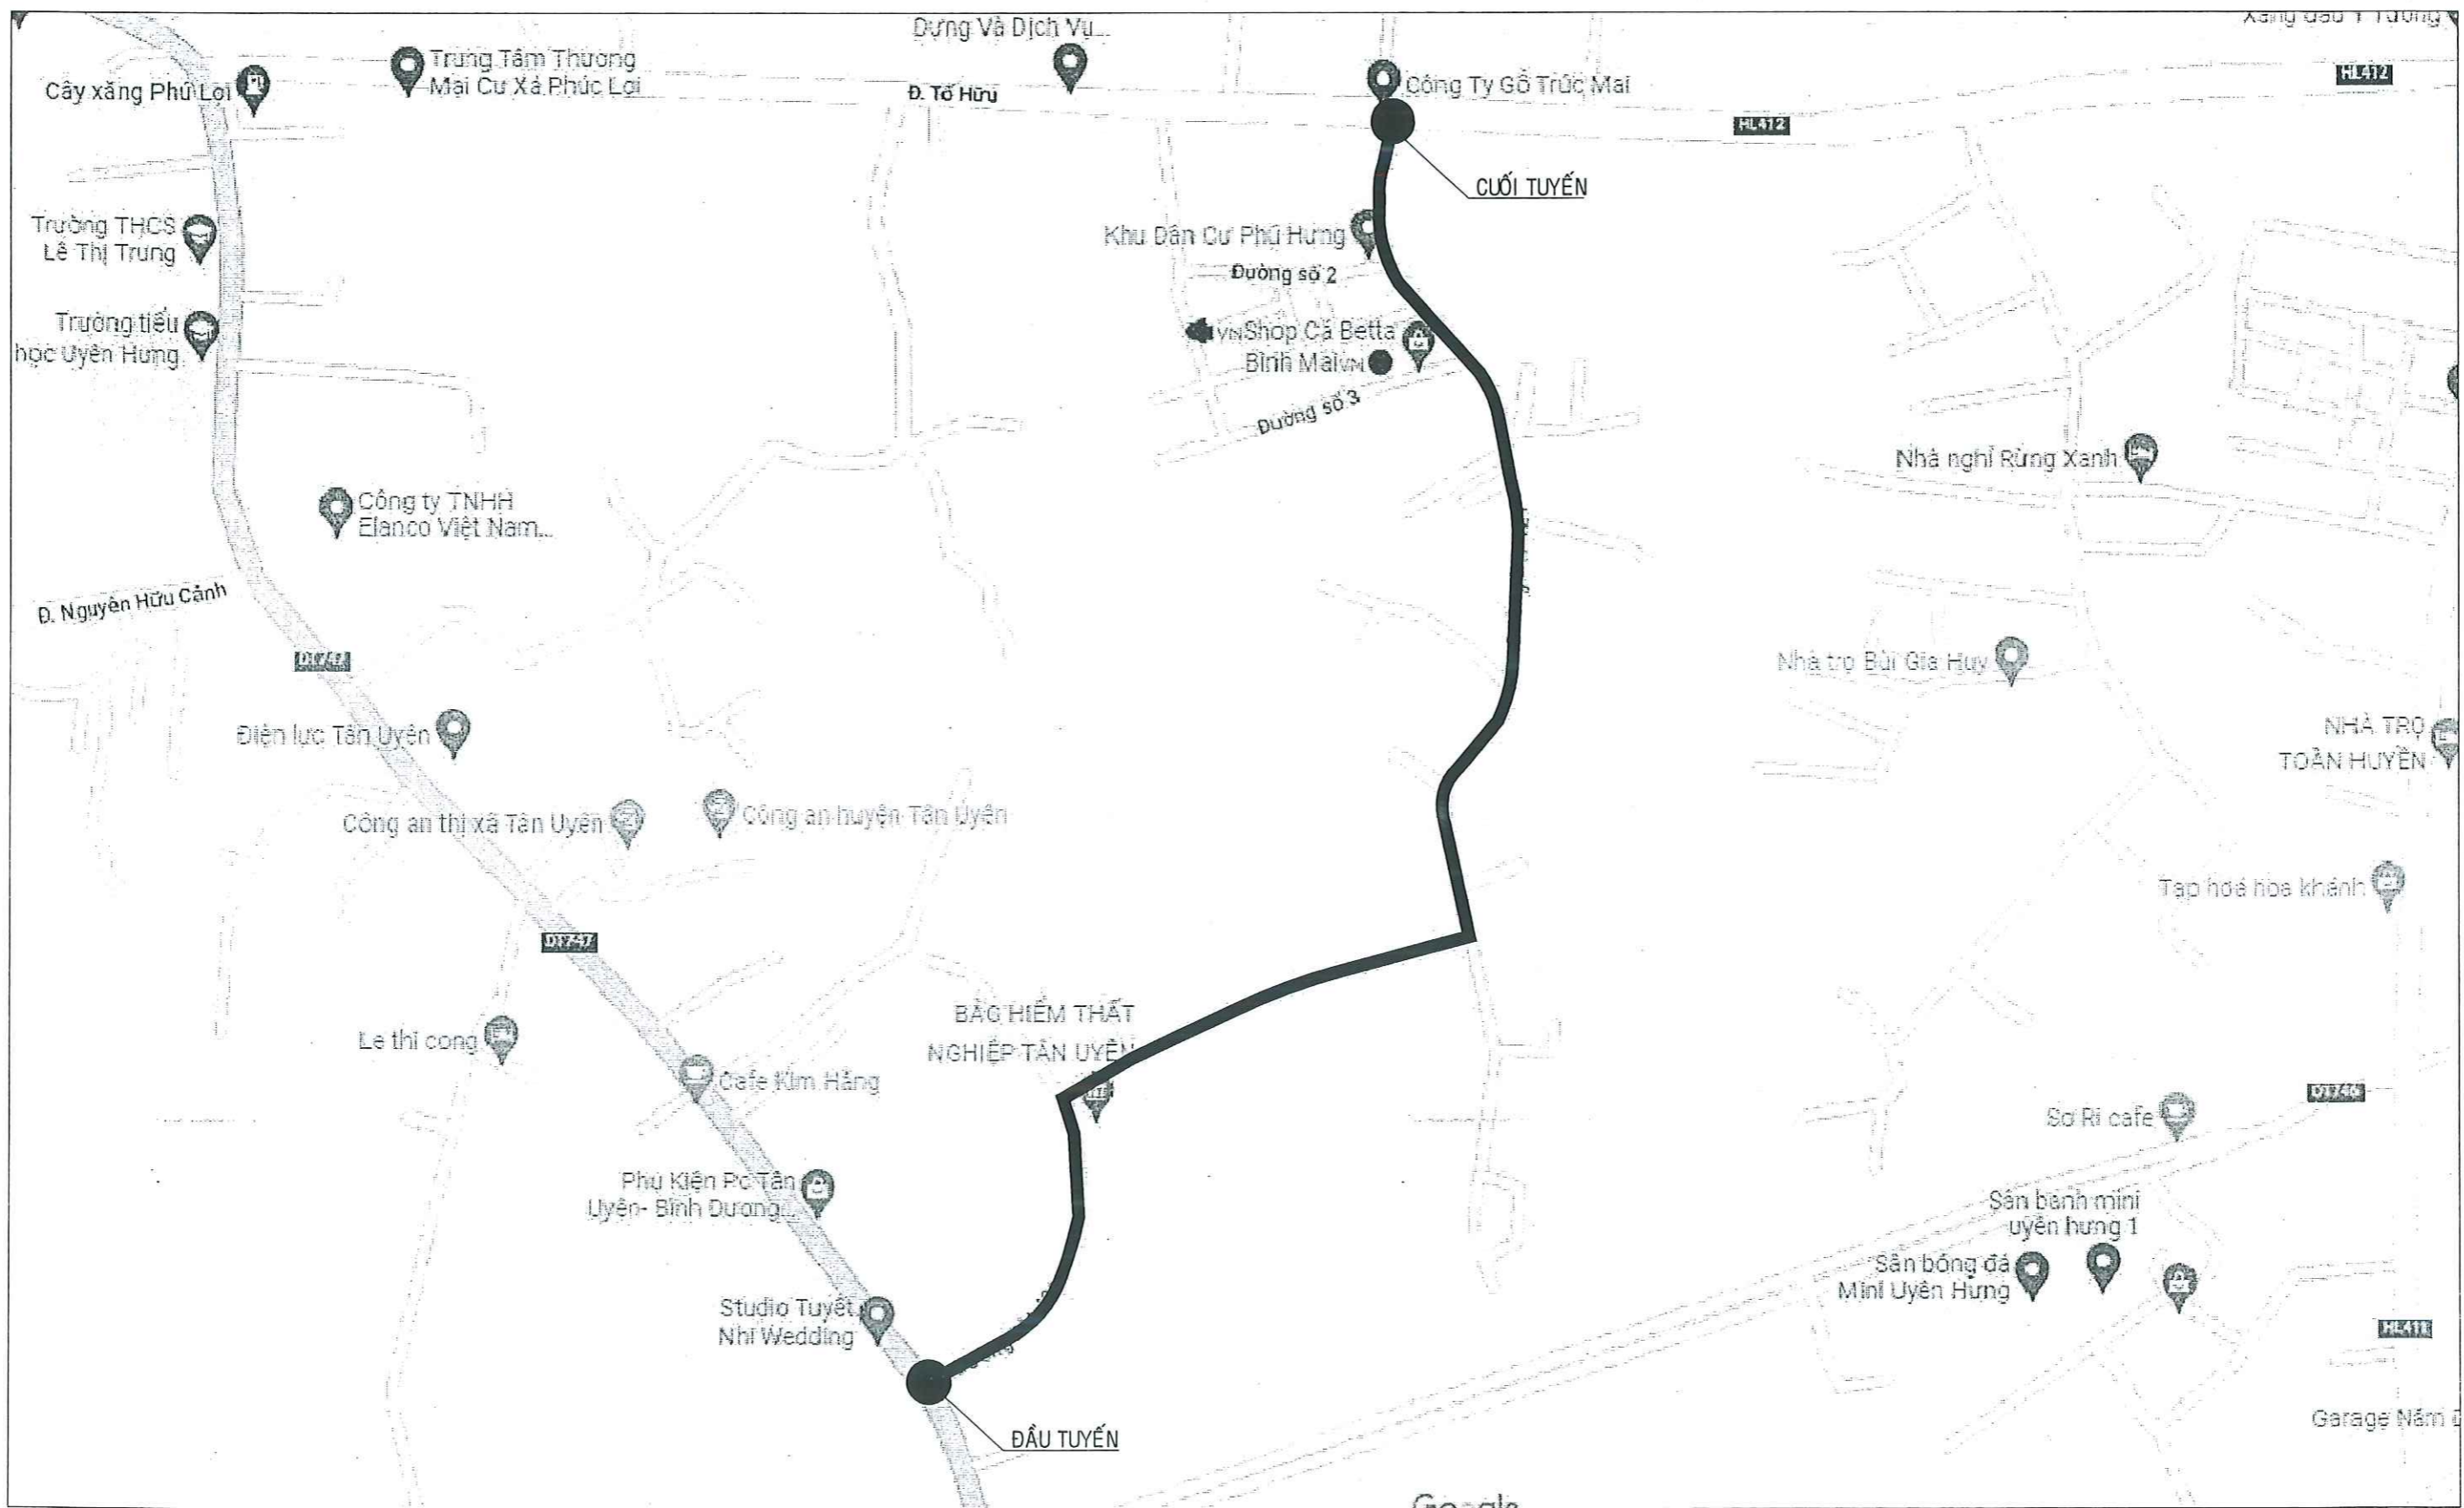 Dựng Và Dịch Vụ...
Trung Tâm Thương
Mại Cư Xá Phúc Lợi
Cây xăng Phú Lợi
Đ. Tố Hữu
Công Ty Gỗ Trúc Mai
HL412
HL412
CUỐI TUYẾN
Trường THCS
Lê Thị Trung
Khu Dân Cư Phú Hưng
Đường số 2
Trường tiểu
học Uyên Hưng
VN Shop Cá Betta
Bình Mai VN
Đường số 3
Nhà nghỉ Rừng Xanh
Công ty TNHH
Elanco Việt Nam...
Đ. Nguyễn Hữu Cảnh
DT747
Nhà trọ Bùi Gia Huy
Điện lực Tân Uyên
NHÀ TRỌ
TOÀN HUYỀN
Công an thị xã Tân Uyên
Công an huyện Tân Uyên
Tạp hoá hoa khánh
DT747
BẢO HIỂM THẤT
NGHIỆP TÂN UYÊN
Le thi cong
Cafe Kim Hằng
DT746
Sơ Ri cafe
Phụ Kiện Pc Tân
Uyên- Bình Dương...
Sân banh mini
uyên hưng 1
Sân bóng đá
Mini Uyên Hưng
Studio Tuyết
Nhi Wedding
HL411
Garage Năm
ĐẦU TUYẾN
Google